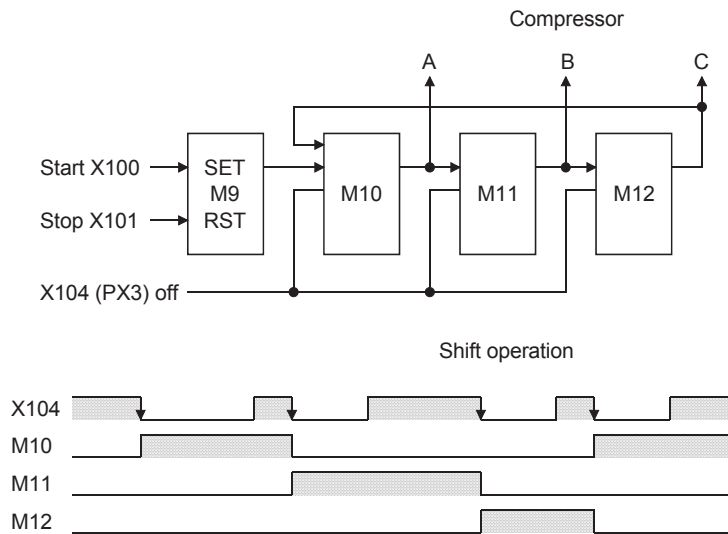 Compressor
A B C
Start X100
SET
M9
RST
M10
M11
M12
Stop X101
X104 (PX3) off
Shift operation
X104
M10
M11
M12